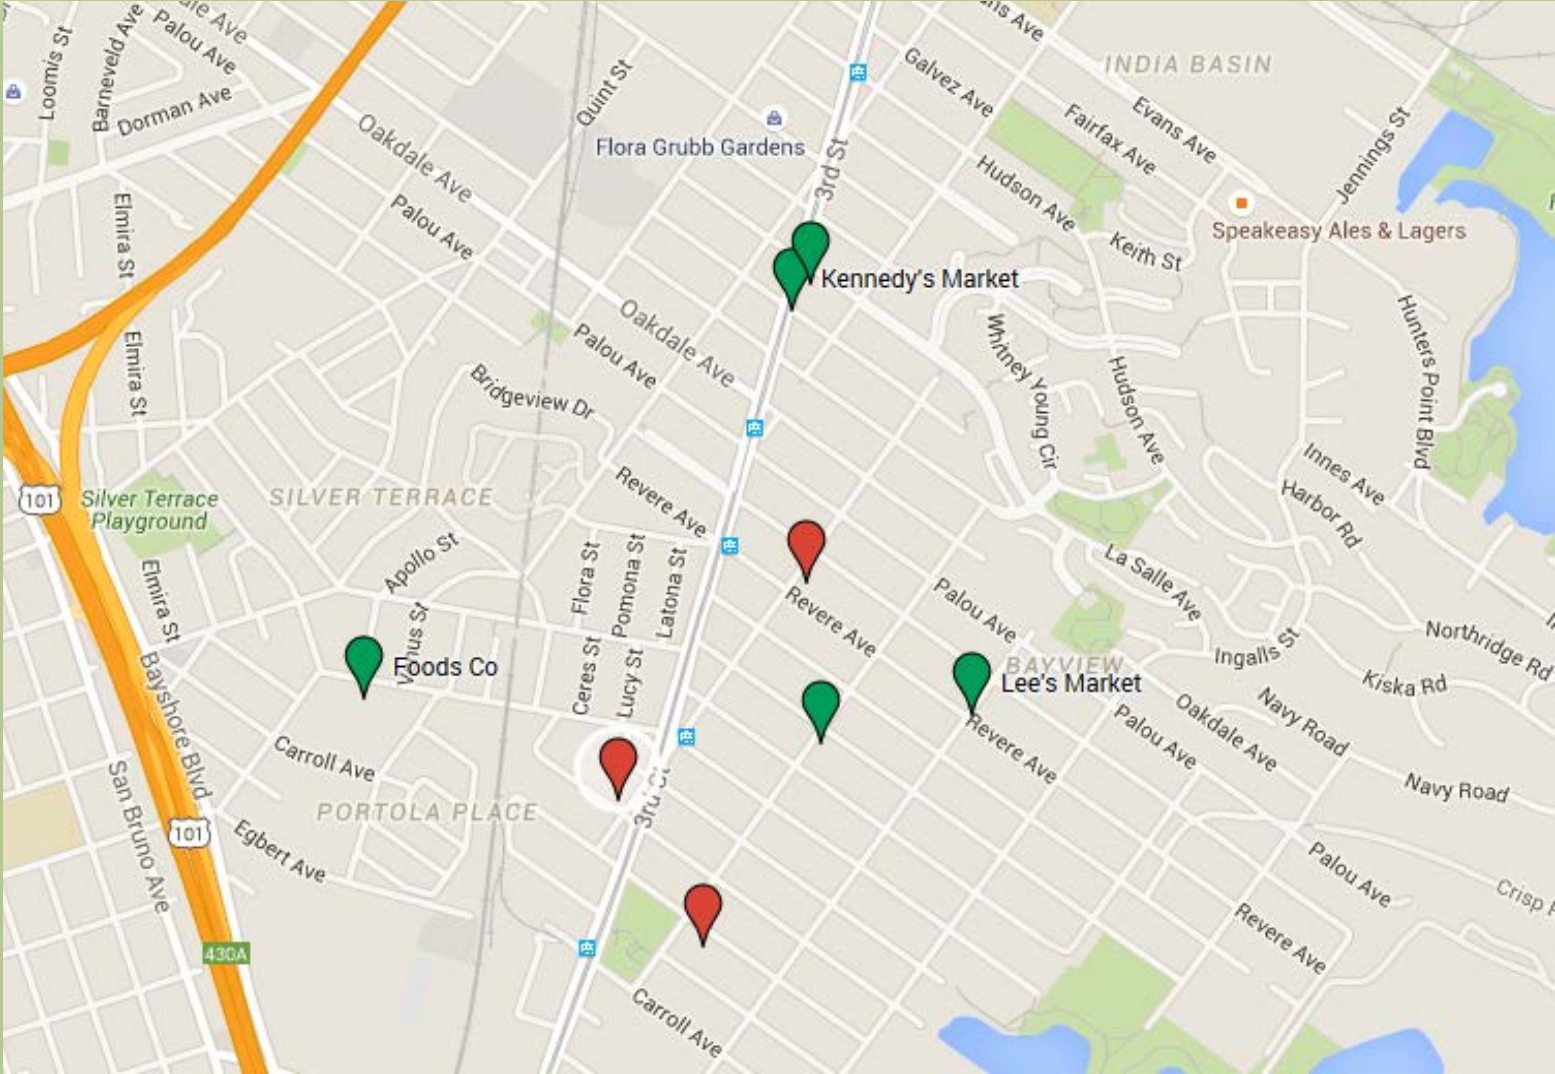 Palou Ave
Loomis St
Barneveld Ave
Dorman Ave
Quint St
Galvez Ave
INDIA BASIN
Oakdale Ave
Flora Grubb Gardens
3rd St
Fairfax Ave
Evans Ave
Jennings St
Hudson Ave
Keith St
Speakeasy Ales & Lagers
Elmira St
Palou Ave
Kennedy's Market
Oakdale Ave
Palou Ave
Elmira St
Whitney Young Cir
Hudson Ave
Hunters Point Blvd
Bridgeview Dr
101
Silver Terrace
Playground
SILVER TERRACE
Revere Ave
Innes Ave
Harbor Rd
Elmira St
Apollo St
Flora St
Pomona St
Latona St
La Salle Ave
Revere Ave
Palou Ave
Northridge Rd
Ingalls St
Foods Co
Ceres St
Lucy St
BAYVIEW
Lee's Market
Kiska Rd
Bayshore Blvd
Revere Ave
Palou Ave
Oakdale Ave
Navy Road
Navy Road
Carroll Ave
PORTOLA PLACE
3rd St
San Bruno Ave
101
Egbert Ave
Palou Ave
Revere Ave
430A
Carroll Ave